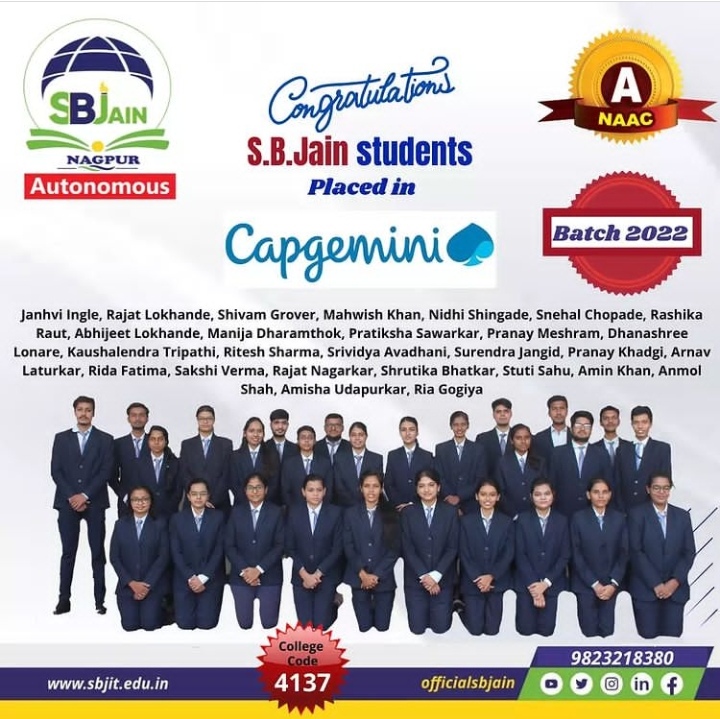 SBJAIN
NAGPUR
Autonomous
Congratulations
S.B.Jain students
Placed in
Capgemini
A
NAAC
Batch 2022
Janhvi Ingle, Rajat Lokhande, Shivam Grover, Mahwish Khan, Nidhi Shingade, Snehal Chopade, Rashika
Raut, Abhijeet Lokhande, Manija Dharamthok, Pratiksha Sawarkar, Pranay Meshram, Dhanashree
Lonare, Kaushalendra Tripathi, Ritesh Sharma, Srividya Avadhani, Surendra Jangid, Pranay Khadgi, Arnav
Laturkar, Rida Fatima, Sakshi Verma, Rajat Nagarkar, Shrutika Bhatkar, Stuti Sahu, Amin Khan, Anmol
Shah, Amisha Udapurkar, Ria Gogiya
College
Code
4137
www.sbjit.edu.in
officialsbjain
9823218380